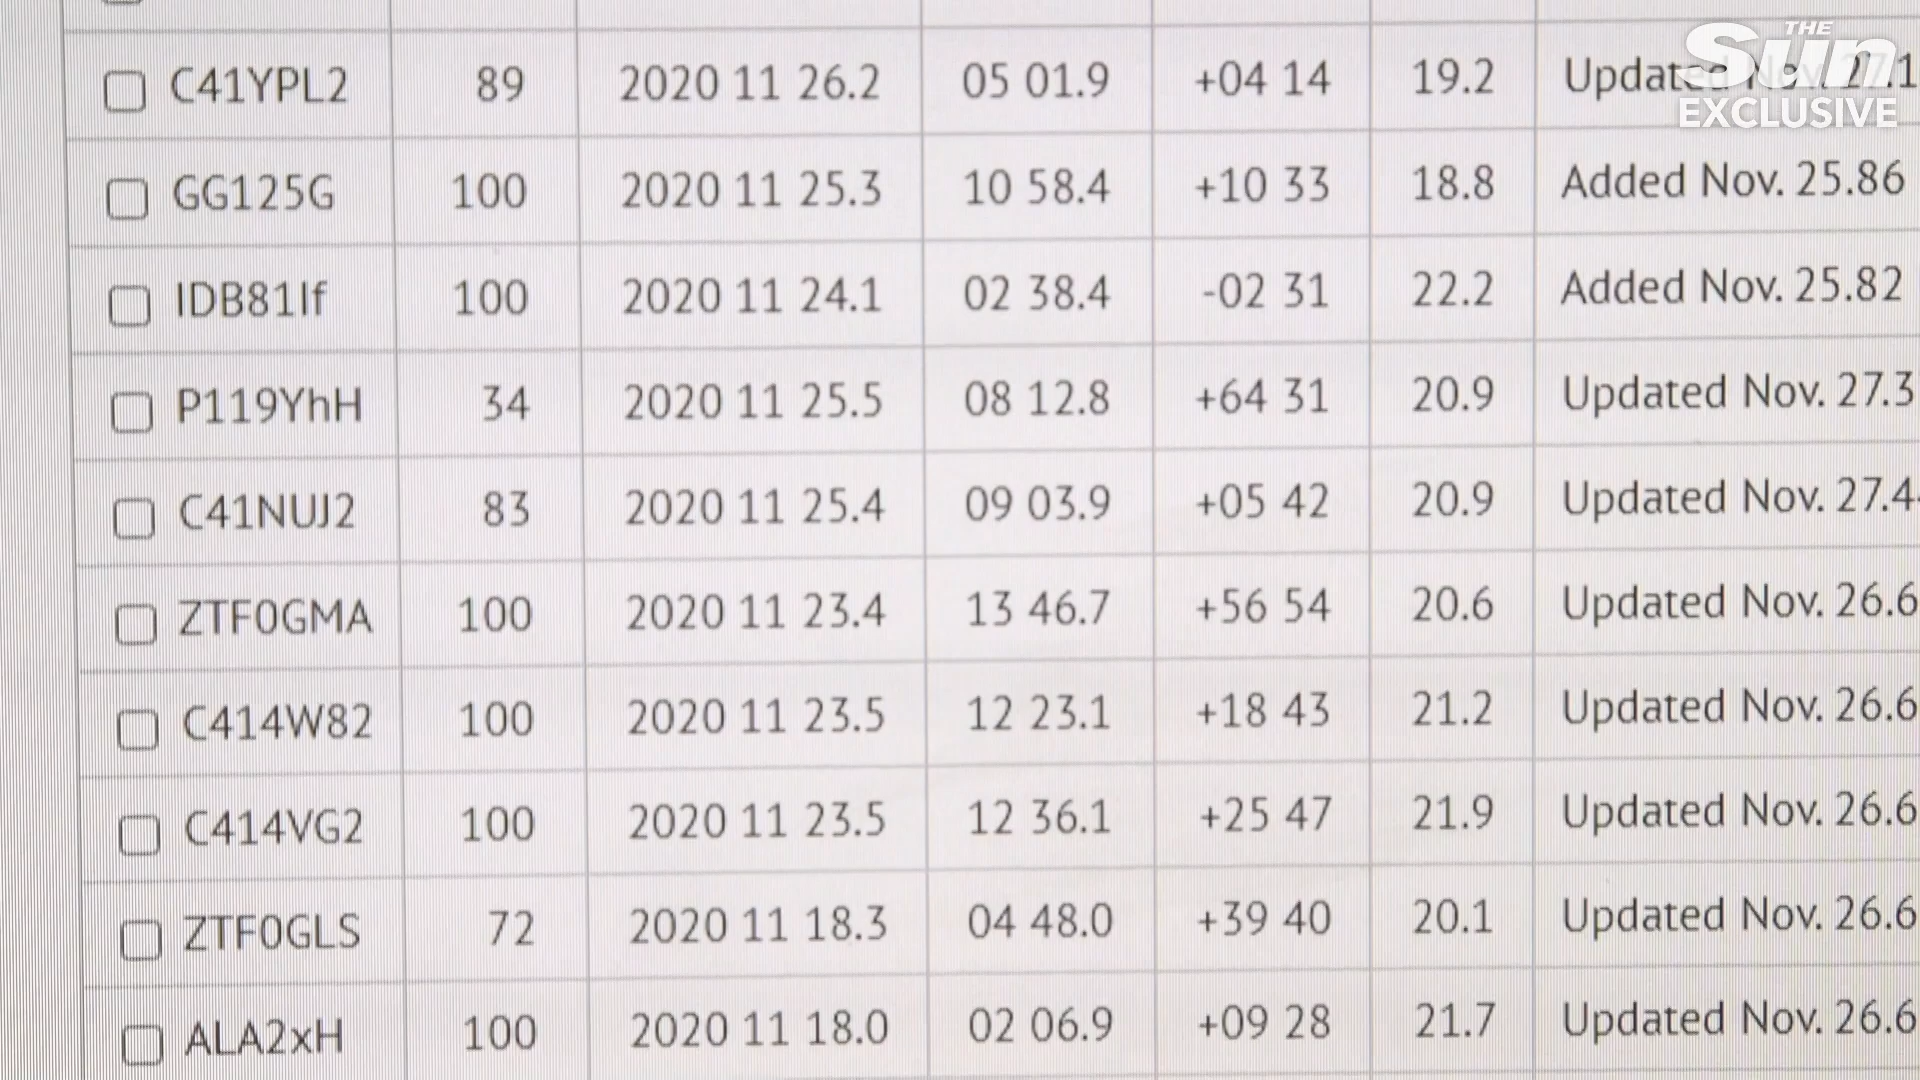 THE
Sun
EXCLUSIVE
C41YPL2 89 2020 11 26.2 05 01.9 +04 14 19.2 Updated Nov. 27.1
GG125G 100 2020 11 25.3 10 58.4 +10 33 18.8 Added Nov. 25.86
IDB81If 100 2020 11 24.1 02 38.4 -02 31 22.2 Added Nov. 25.82
P119YhH 34 2020 11 25.5 08 12.8 +64 31 20.9 Updated Nov. 27.3
C41NUJ2 83 2020 11 25.4 09 03.9 +05 42 20.9 Updated Nov. 27.4
ZTF0GMA 100 2020 11 23.4 13 46.7 +56 54 20.6 Updated Nov. 26.6
C414W82 100 2020 11 23.5 12 23.1 +18 43 21.2 Updated Nov. 26.6
C414VG2 100 2020 11 23.5 12 36.1 +25 47 21.9 Updated Nov. 26.6
ZTF0GLS 72 2020 11 18.3 04 48.0 +39 40 20.1 Updated Nov. 26.6
ALA2xH 100 2020 11 18.0 02 06.9 +09 28 21.7 Updated Nov. 26.6